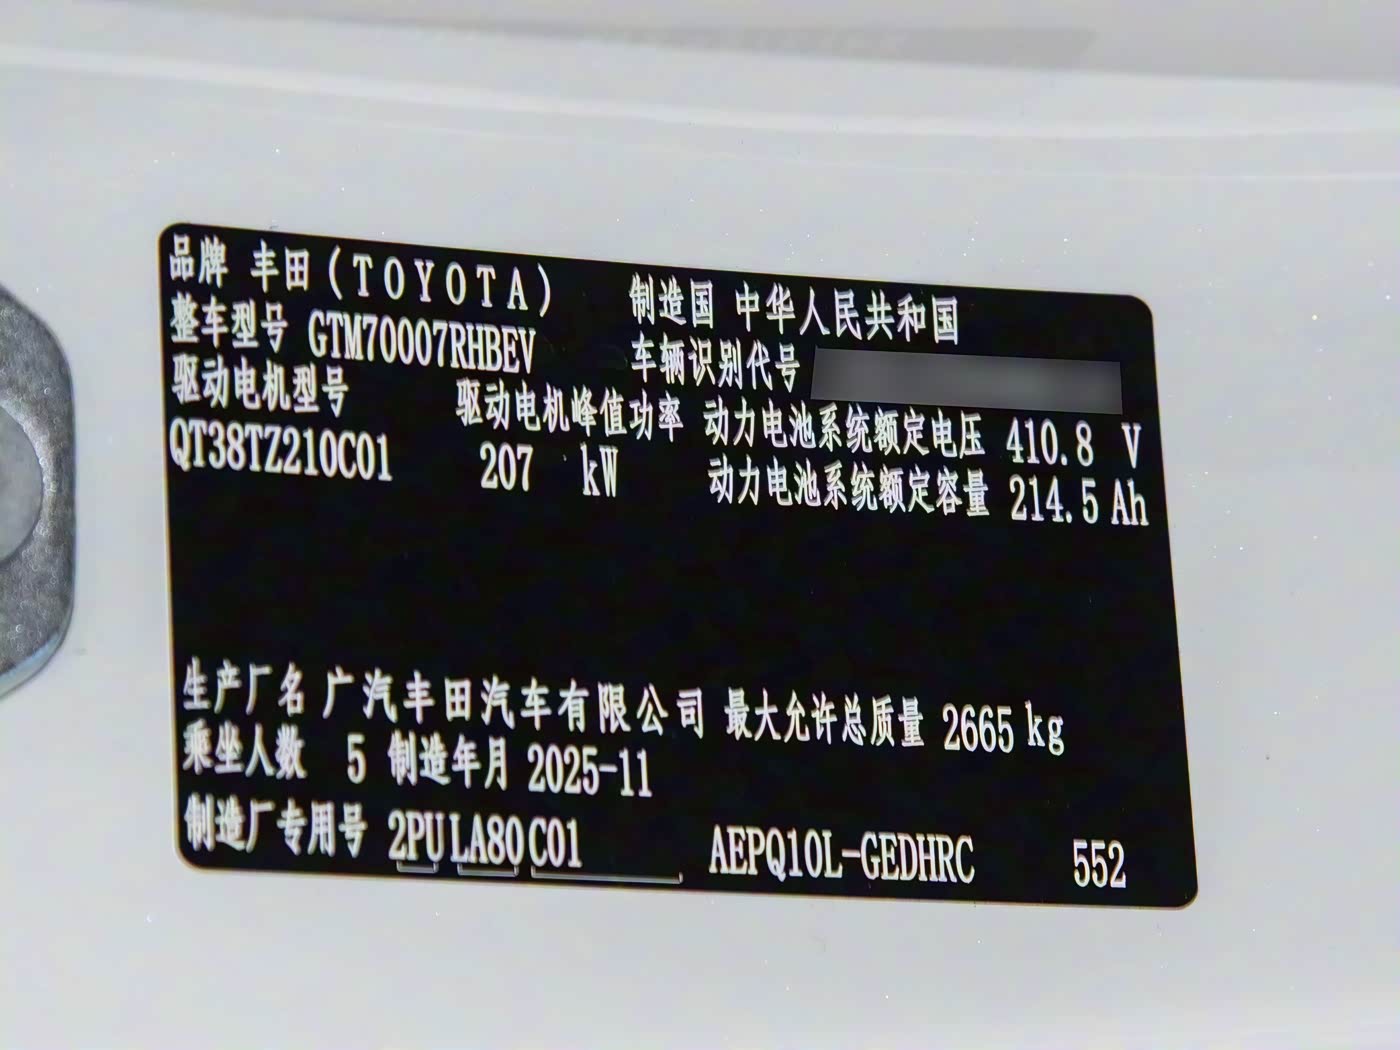 品牌 丰田(TOYOTA) 制造国 中华人民共和国
整车型号 GTM70007RHBEV 车辆识别代号
驱动电机型号 驱动电机峰值功率 动力电池系统额定电压 410.8 V
QT38TZ210C01 207 kW 动力电池系统额定容量 214.5 Ah
生产厂名 广汽丰田汽车有限公司 最大允许总质量 2665 kg
乘坐人数 5 制造年月 2025-11
制造厂专用号 2PU LA80 C01 AEPQ10L-GEDHRC 552